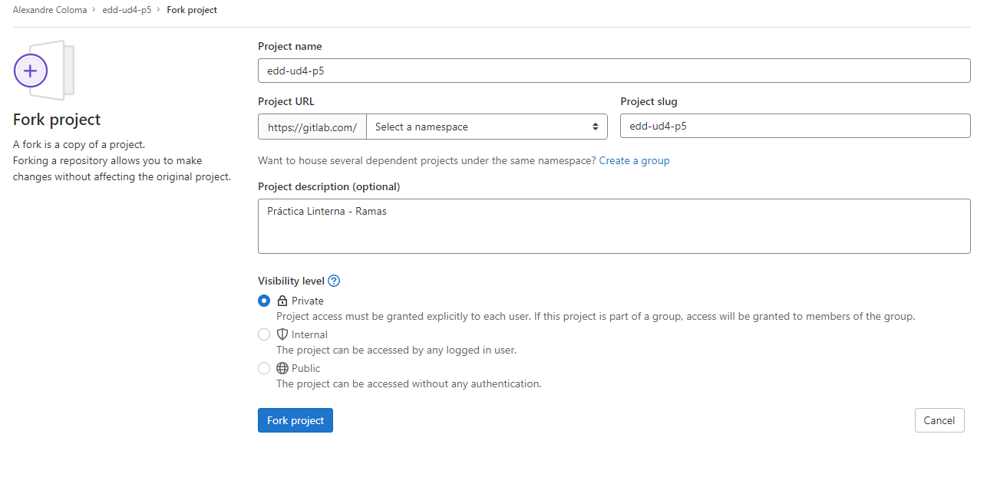 Alexandre Coloma › edd-ud4-p5 › Fork project
Fork project
A fork is a copy of a project.
Forking a repository allows you to make
changes without affecting the original project.
Project name
edd-ud4-p5
Project URL
https://gitlab.com/
Select a namespace
Project slug
edd-ud4-p5
Want to house several dependent projects under the same namespace? Create a group
Project description (optional)
Práctica Linterna - Ramas
Visibility level
Private
Project access must be granted explicitly to each user. If this project is part of a group, access will be granted to members of the group.
Internal
The project can be accessed by any logged in user.
Public
The project can be accessed without any authentication.
Fork project
Cancel